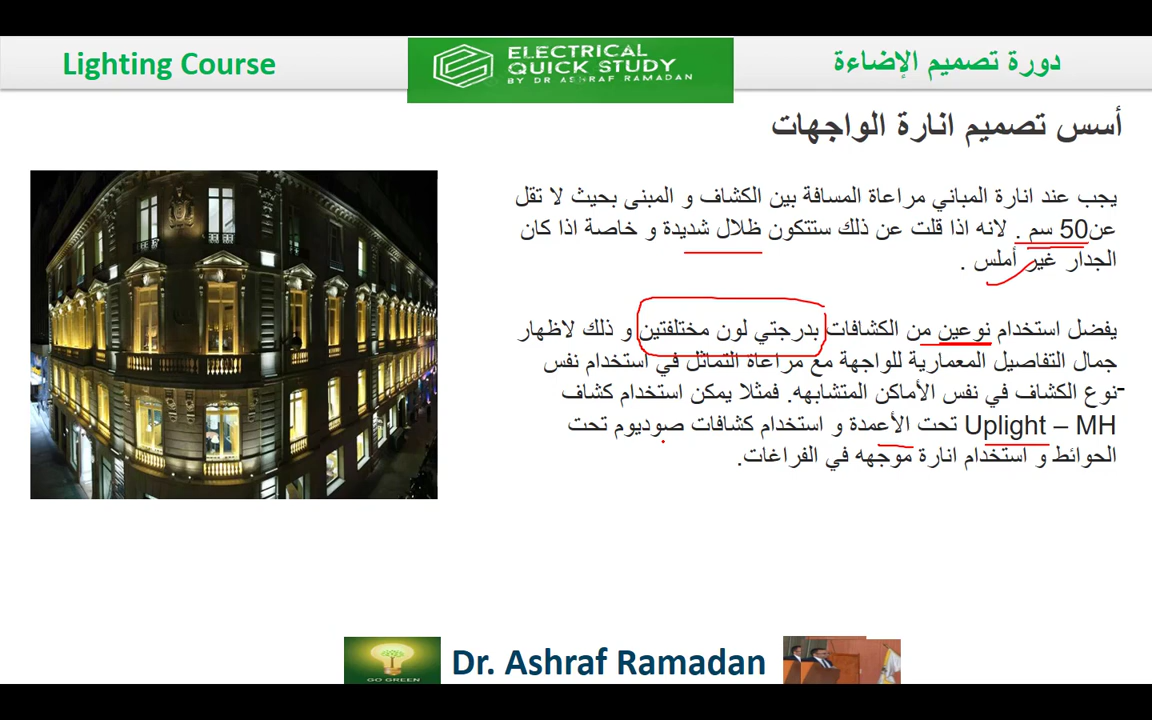 Lighting Course
ELECTRICAL
QUICK STUDY
BY DR ASHRAF RAMADAN
دورة تصميم الإضاءة
أسس تصميم انارة الواجهات
يجب عند انارة المباني مراعاة المسافة بين الكشاف و المبنى بحيث لا تقل
عن50 سم . لانه اذا قلت عن ذلك ستتكون ظلال شديدة و خاصة اذا كان
الجدار غير أملس .
يفضل استخدام نوعين من الكشافات بدرجتي لون مختلفتين و ذلك لاظهار
جمال التفاصيل المعمارية للواجهة مع مراعاة التماثل في استخدام نفس
نوع الكشاف في نفس الأماكن المتشابهه. فمثلا يمكن استخدام كشاف
Uplight – MH تحت الأعمدة و استخدام كشافات صوديوم تحت
الحوائط و استخدام انارة موجهه في الفراغات.
GO GREEN
Dr. Ashraf Ramadan